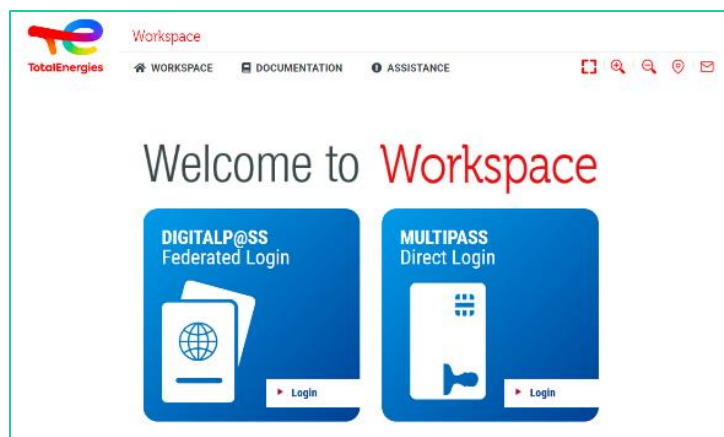 Workspace
TotalEnergies
WORKSPACE DOCUMENTATION ASSISTANCE
Welcome to Workspace
DIGITALP@SS
Federated Login
Login
MULTIPASS
Direct Login
Login